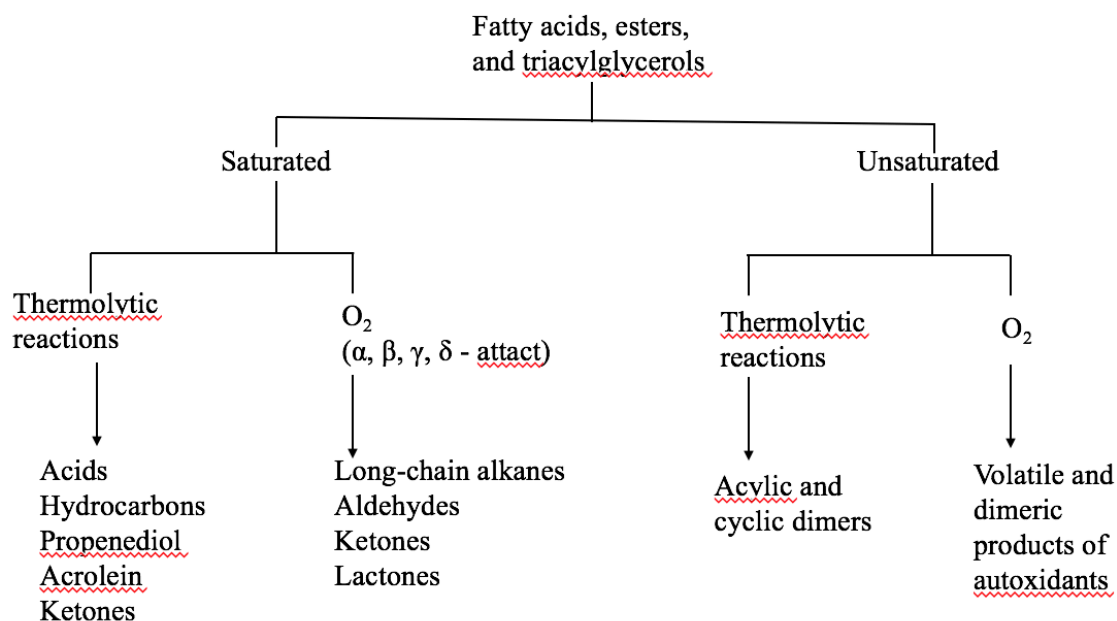 Fatty acids, esters,
and triacylglycerols
Saturated
Unsaturated
Thermolytic
reactions
O₂
(α, β, γ, δ - attact)
Thermolytic
reactions
O₂
Acids
Hydrocarbons
Propenediol
Acrolein
Ketones
Long-chain alkanes
Aldehydes
Ketones
Lactones
Acylic and
cyclic dimers
Volatile and
dimeric
products of
autoxidants